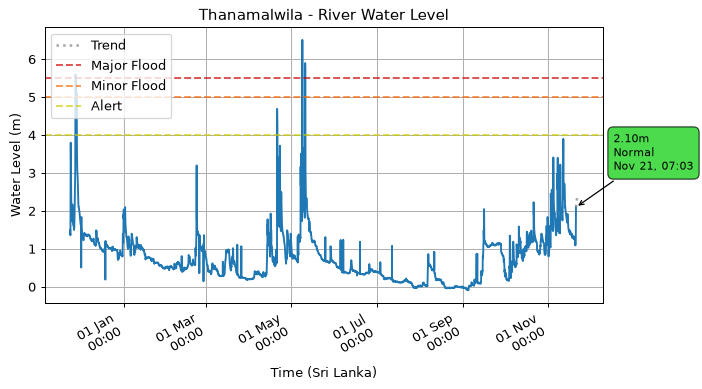 Thanamalwila - River Water Level
Water Level (m)
6
5
4
3
2
1
0
Trend
Major Flood
Minor Flood
Alert
2.10m
Normal
Nov 21, 07:03
01 Jan
00:00
01 Mar
00:00
01 May
00:00
01 Jul
00:00
01 Sep
00:00
01 Nov
00:00
Time (Sri Lanka)